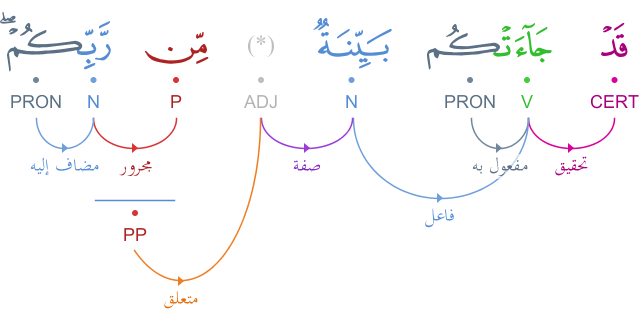 قَدْ جَآءَتْكُم بَيِّنَةٌ (*) مِّن رَّبِّكُمْ ۖ
PRON N P ADJ N PRON V CERT
مضاف إليه مجرور صفة مفعول به تحقيق
فاعل
PP
متعلق